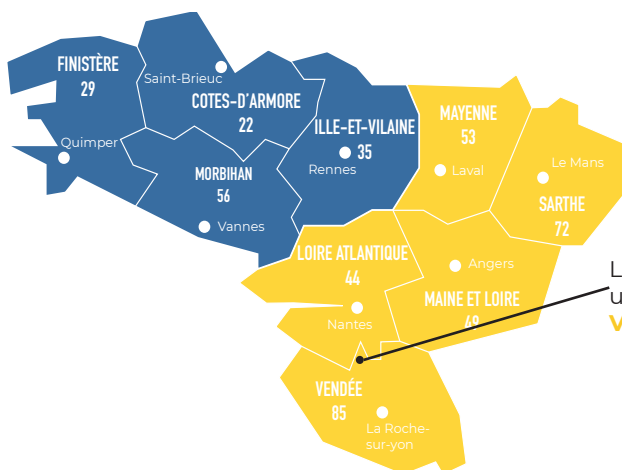 FINISTÈRE
29
Saint-Brieuc
COTES-D'ARMORE
22
ILLE-ET-VILAINE
35
Rennes
MAYENNE
53
Laval
Le Mans
SARTHE
72
Quimper
MORBIHAN
56
Vannes
LOIRE ATLANTIQUE
44
Nantes
Angers
MAINE ET LOIRE
49
L
u
V
VENDÉE
85
La Roche-
sur-yon